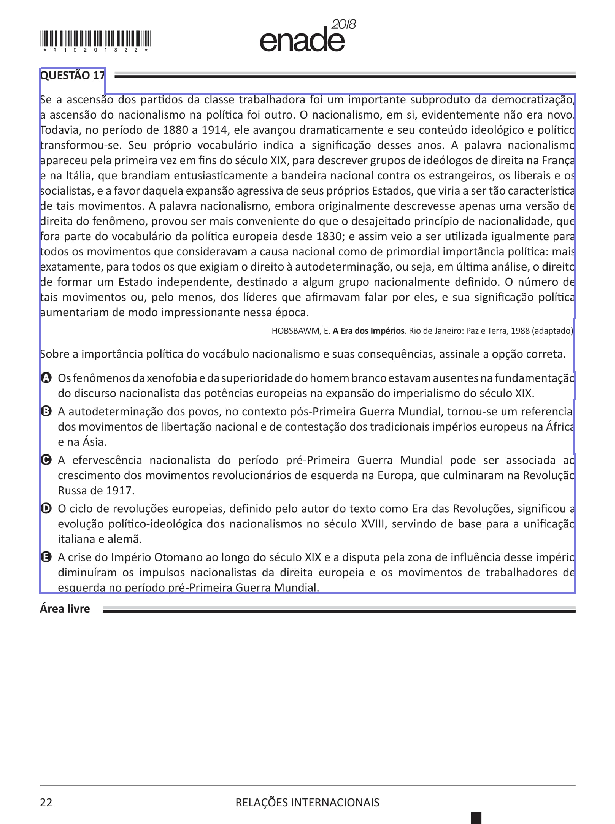 *R1820182 2*
enade 2018
QUESTÃO 17
Se a ascensão dos partidos da classe trabalhadora foi um importante subproduto da democratização,
a ascensão do nacionalismo na política foi outro. O nacionalismo, em si, evidentemente não era novo.
Todavia, no período de 1880 a 1914, ele avançou dramaticamente e seu conteúdo ideológico e político
transformou-se. Seu próprio vocabulário indica a significação desses anos. A palavra nacionalismo
apareceu pela primeira vez em fins do século XIX, para descrever grupos de ideólogos de direita na França
e na Itália, que brandiam entusiasticamente a bandeira nacional contra os estrangeiros, os liberais e os
socialistas, e a favor daquela expansão agressiva de seus próprios Estados, que viria a ser tão característica
de tais movimentos. A palavra nacionalismo, embora originalmente descrevesse apenas uma versão de
direita do fenômeno, provou ser mais conveniente do que o desajeitado princípio de nacionalidade, que
fora parte do vocabulário da política europeia desde 1830; e assim veio a ser utilizada igualmente para
todos os movimentos que consideravam a causa nacional como de primordial importância política: mais
exatamente, para todos os que exigiam o direito à autodeterminação, ou seja, em última análise, o direito
de formar um Estado independente, destinado a algum grupo nacionalmente definido. O número de
tais movimentos ou, pelo menos, dos líderes que afirmavam falar por eles, e sua significação política
aumentariam de modo impressionante nessa época.
HOBSBAWM, E. A Era dos Impérios. Rio de Janeiro: Paz e Terra, 1988 (adaptado)
Sobre a importância política do vocábulo nacionalismo e suas consequências, assinale a opção correta.
A Os fenômenos da xenofobia e da superioridade do homem branco estavam ausentes na fundamentação
do discurso nacionalista das potências europeias na expansão do imperialismo do século XIX.
B A autodeterminação dos povos, no contexto pós-Primeira Guerra Mundial, tornou-se um referencial
dos movimentos de libertação nacional e de contestação dos tradicionais impérios europeus na África
e na Ásia.
C A efervescência nacionalista do período pré-Primeira Guerra Mundial pode ser associada ao
crescimento dos movimentos revolucionários de esquerda na Europa, que culminaram na Revolução
Russa de 1917.
D O ciclo de revoluções europeias, definido pelo autor do texto como Era das Revoluções, significou a
evolução político-ideológica dos nacionalismos no século XVIII, servindo de base para a unificação
italiana e alemã.
E A crise do Império Otomano ao longo do século XIX e a disputa pela zona de influência desse império
diminuíram os impulsos nacionalistas da direita europeia e os movimentos de trabalhadores de
esquerda no período pré-Primeira Guerra Mundial.
Área livre
22 RELAÇÕES INTERNACIONAIS